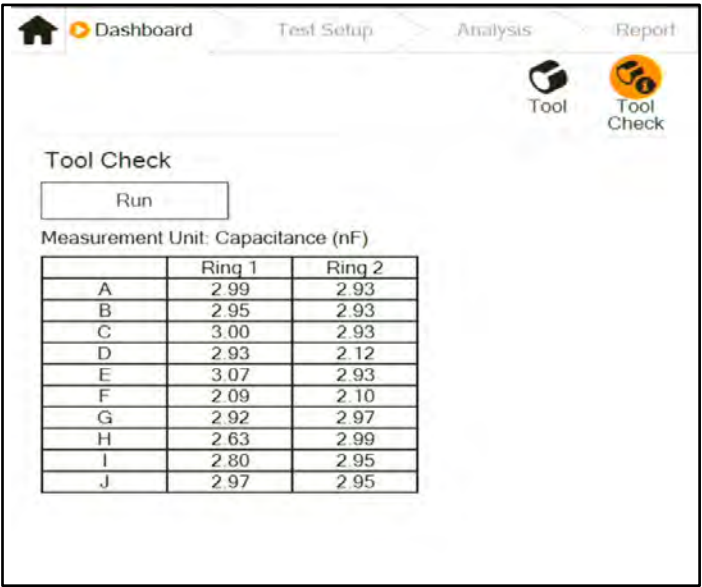 Dashboard Test Setup Analysis Report
Tool Tool Check
Tool Check
Run
Measurement Unit: Capacitance (nF)
Ring 1 Ring 2
A 2.99 2.93
B 2.95 2.93
C 3.00 2.93
D 2.93 2.12
E 3.07 2.93
F 2.09 2.10
G 2.92 2.97
H 2.63 2.99
I 2.80 2.95
J 2.97 2.95